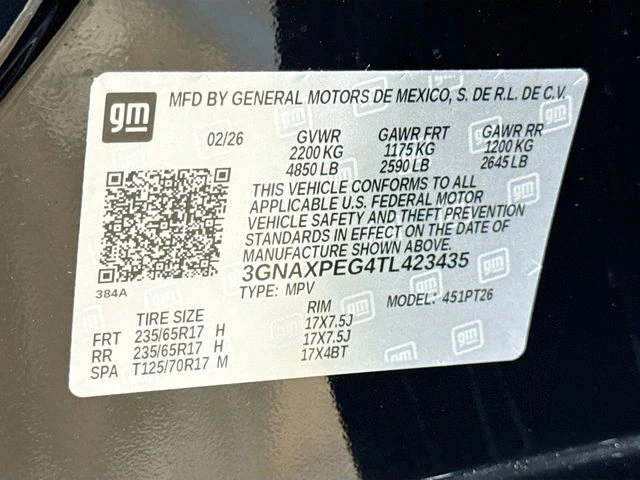 gm
MFD BY GENERAL MOTORS DE MEXICO, S. DE R.L. DE C.V.
02/26 GVWR GAWR FRT GAWR RR
2200 KG 1175 KG 1200 KG
4850 LB 2590 LB 2645 LB
THIS VEHICLE CONFORMS TO ALL
APPLICABLE U.S. FEDERAL MOTOR
VEHICLE SAFETY AND THEFT PREVENTION
STANDARDS IN EFFECT ON THE DATE OF
MANUFACTURE SHOWN ABOVE.
3GNAXPEG4TL423435
384A
TYPE: MPV MODEL: 451PT26
TIRE SIZE RIM
FRT 235/65R17 H 17X7.5J
RR 235/65R17 H 17X7.5J
SPA T125/70R17 M 17X4BT